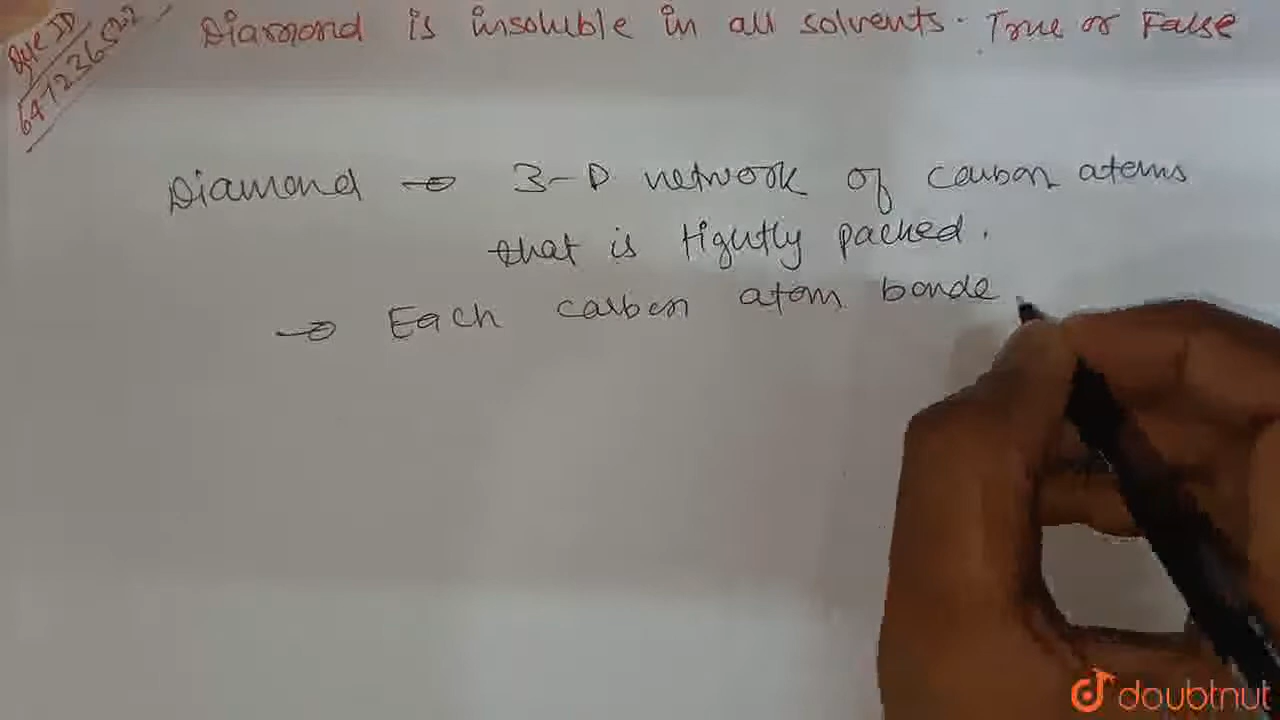 Que ID
647236522
Diamond is insoluble in all solvents. True or False
Diamond → 3-D network of carbon atoms
that is tightly packed.
→ Each carbon atom bonde
doubtnut